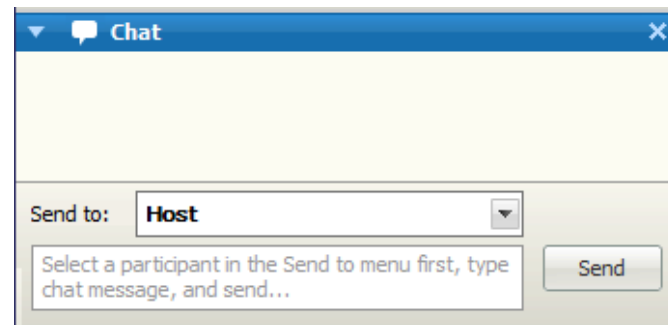 Chat
Send to: Host
Select a participant in the Send to menu first, type
chat message, and send...
Send